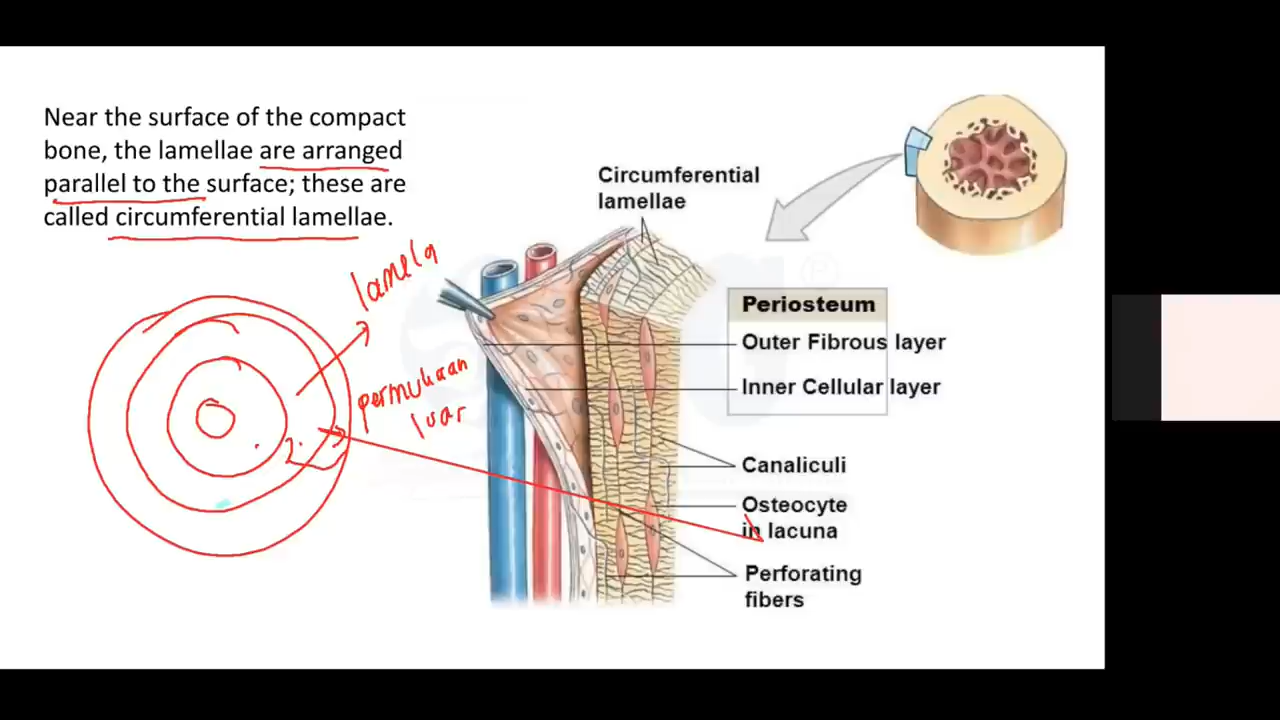 Near the surface of the compact
bone, the lamellae are arranged
parallel to the surface; these are
called circumferential lamellae.
lamela
permukaan
luar
Circumferential
lamellae
Periosteum
Outer Fibrous layer
Inner Cellular layer
Canaliculi
Osteocyte
in lacuna
Perforating
fibers